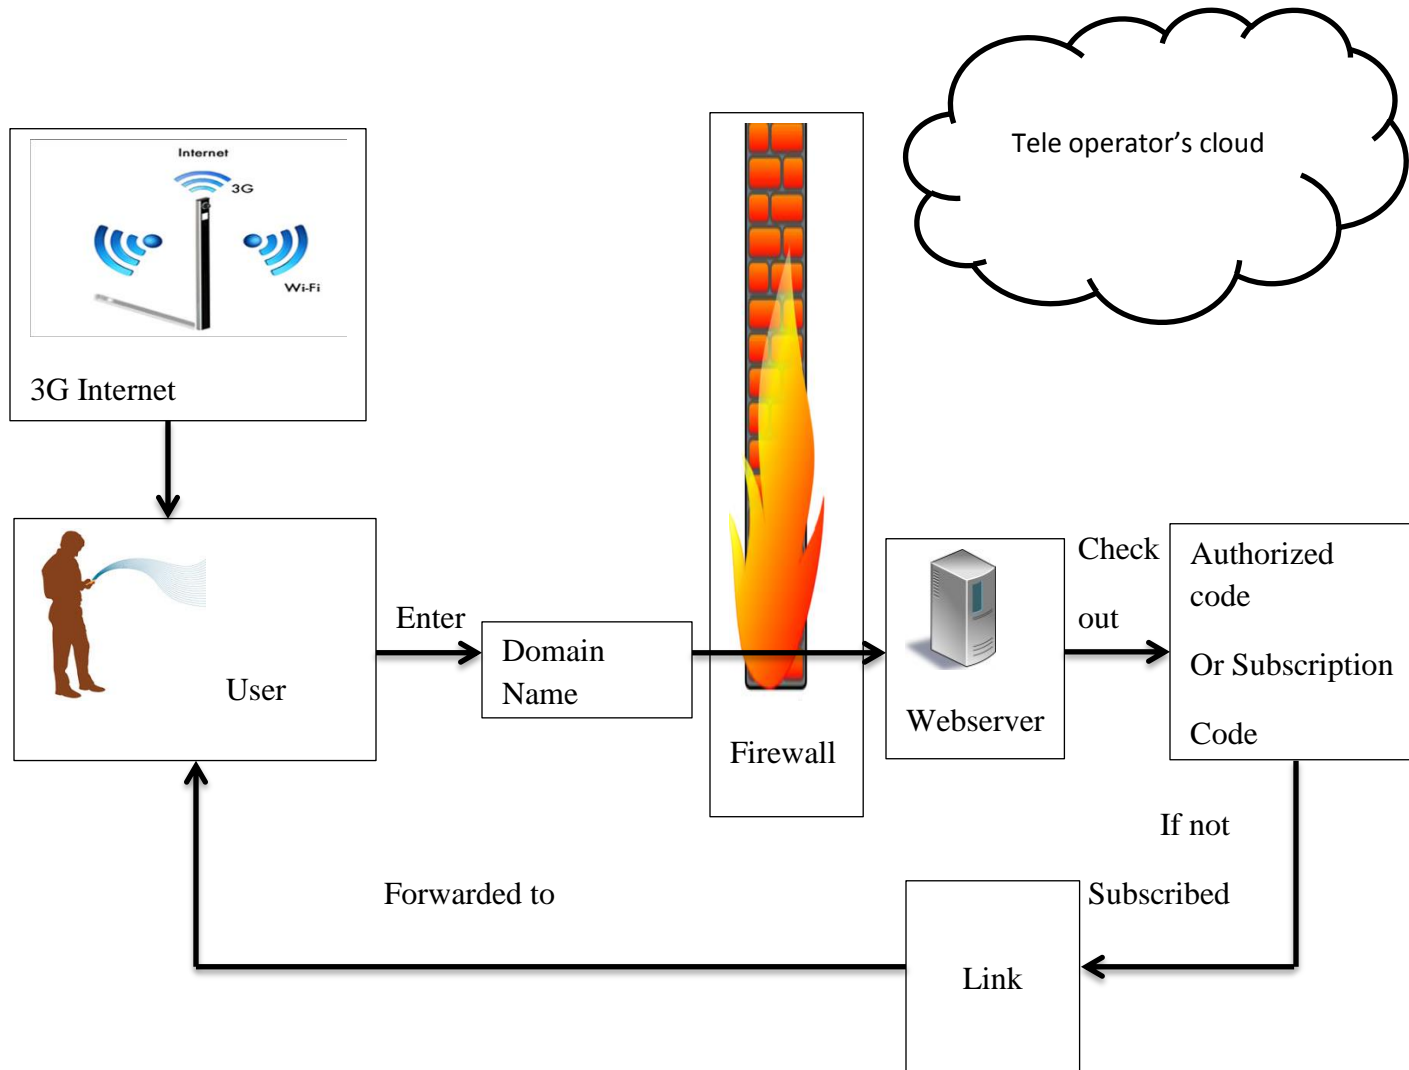 Tele operator’s cloud
Internet
3G
Wi-Fi
3G Internet
User
Enter
Domain
Name
Firewall
Webserver
Check
out
Authorized
code
Or Subscription
Code
If not
Subscribed
Link
Forwarded to